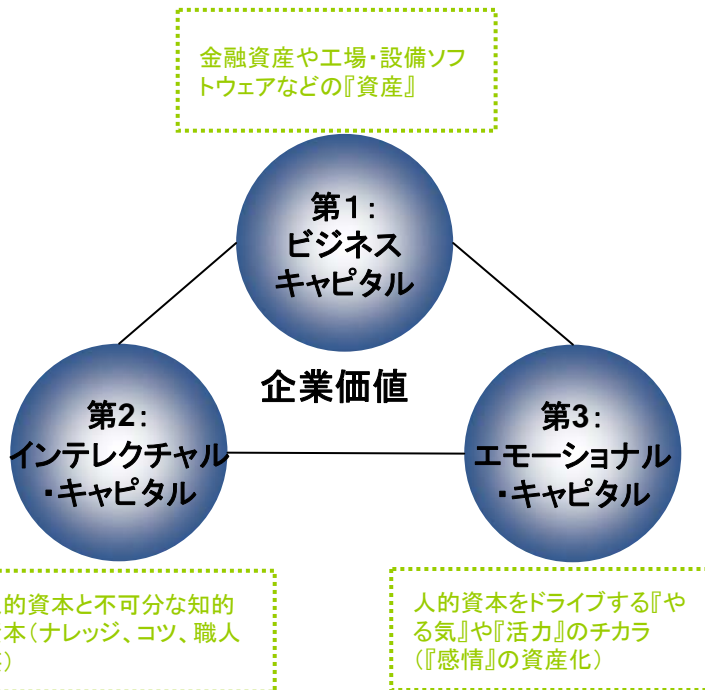 金融資産や工場・設備ソフ
トウェアなどの『資産』
第1：
ビジネス
キャピタル
企業価値
第2：
インテレクチャル
・キャピタル
第3：
エモーショナル
・キャピタル
的資本と不可分な知的
本（ナレッジ、コツ、職人
）
人的資本をドライブする『や
る気』や『活力』のチカラ
（『感情』の資産化）